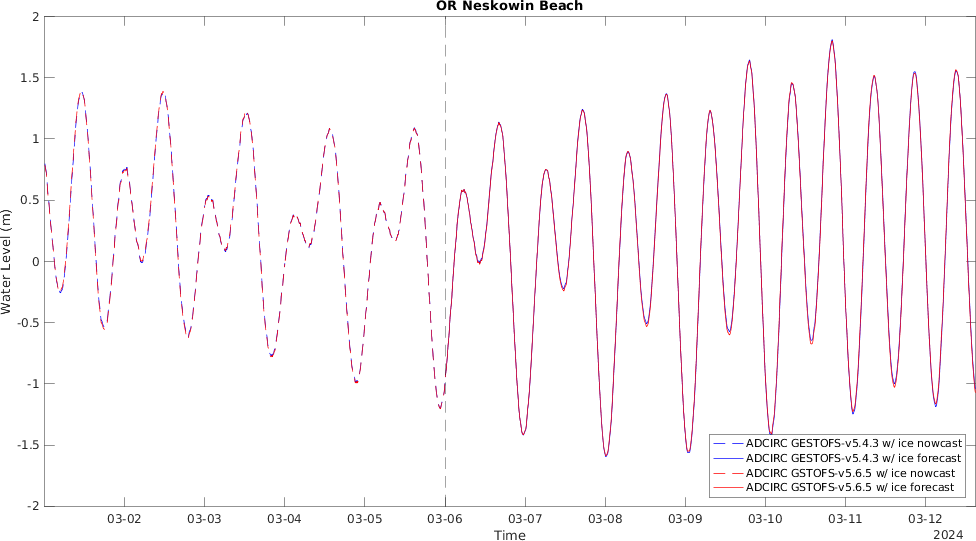 OR Neskowin Beach
2
1.5
1
0.5
0
-0.5
-1
-1.5
-2
Water Level (m)
03-02 03-03 03-04 03-05 03-06 03-07 03-08 03-09 03-10 03-11 03-12
Time
2024
ADCIRC GESTOFS-v5.4.3 w/ ice nowcast
ADCIRC GESTOFS-v5.4.3 w/ ice forecast
ADCIRC GSTOFS-v5.6.5 w/ ice nowcast
ADCIRC GSTOFS-v5.6.5 w/ ice forecast